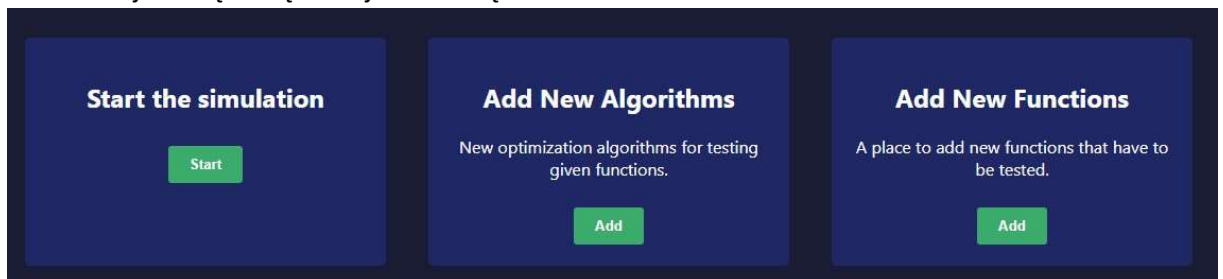 Start the simulation
Start
Add New Algorithms
New optimization algorithms for testing
given functions.
Add
Add New Functions
A place to add new functions that have to
be tested.
Add